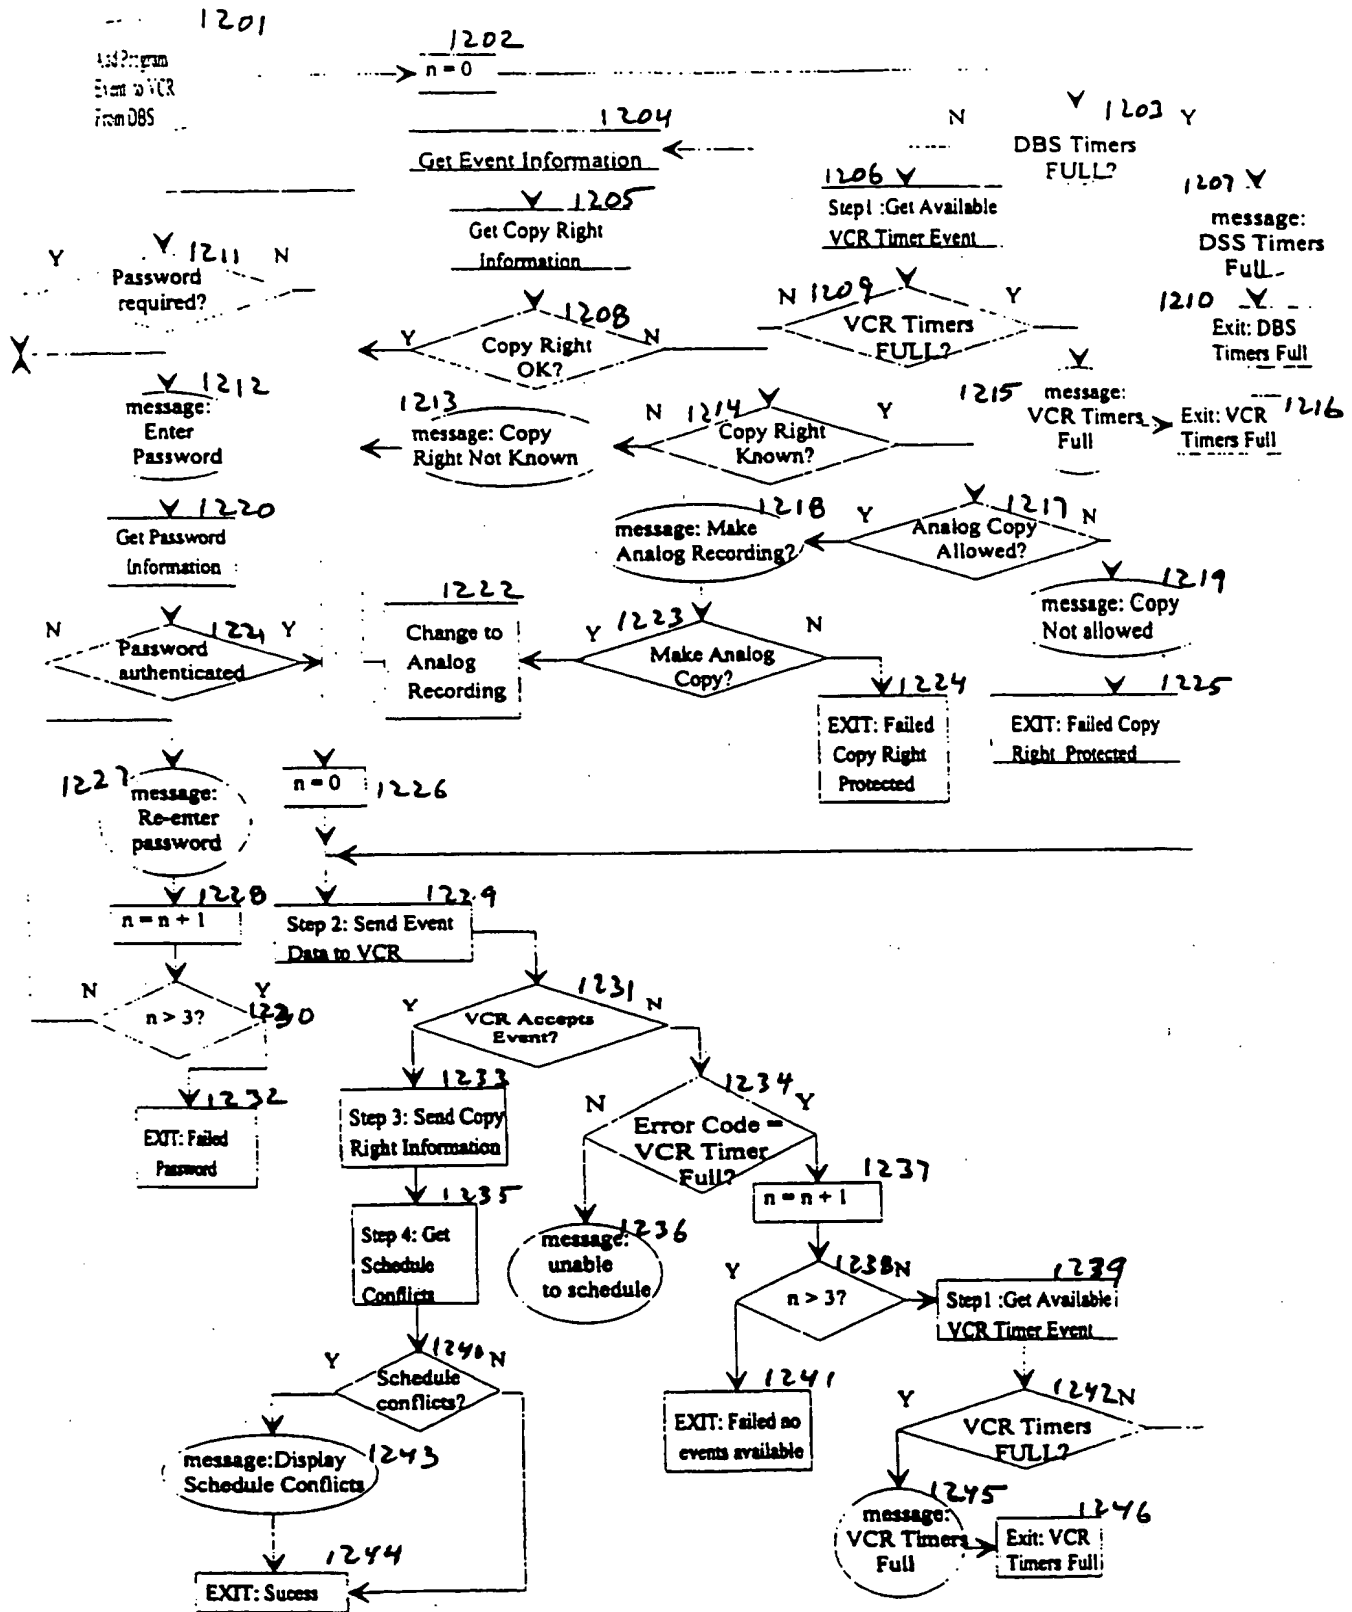 1201
Add Program
Event to VCR
From DBS
1202
n = 0
1203
N
Y
DBS Timers
FULL?
1204
Get Event Information
1205
Get Copy Right
Information
1206
Step1 :Get Available
VCR Timer Event
1207
message:
DSS Timers
Full
1208
Y
N
Copy Right
OK?
1209
N
Y
VCR Timers
FULL?
1210
Exit: DBS
Timers Full
1211
Y
N
Password
required?
1212
message:
Enter
Password
1213
message: Copy
Right Not Known
1214
N
Y
Copy Right
Known?
1215
message:
VCR Timers
Full
1216
Exit: VCR
Timers Full
1217
Y
N
Analog Copy
Allowed?
1218
message: Make
Analog Recording?
1219
message: Copy
Not allowed
1220
Get Password
Information
1221
N
Y
Password
authenticated
1222
Change to
Analog
Recording
1223
Y
N
Make Analog
Copy?
1224
EXIT: Failed
Copy Right
Protected
1225
EXIT: Failed Copy
Right Protected
1226
n = 0
1227
message:
Re-enter
password
1228
n = n + 1
1229
Step 2: Send Event
Data to VCR
1230
N
Y
n > 3?
1231
Y
N
VCR Accepts
Event?
1232
EXIT: Failed
Password
1233
Step 3: Send Copy
Right Information
1234
N
Y
Error Code =
VCR Timer
Full?
1235
Step 4: Get
Schedule
Conflicts
1236
message:
unable
to schedule
1237
n = n + 1
1238
Y
N
n > 3?
1239
Step1 :Get Available
VCR Timer Event
1240
Y
N
Schedule
conflicts?
1241
EXIT: Failed no
events available
1242
Y
N
VCR Timers
FULL?
1243
message:Display
Schedule Conflicts
1244
EXIT: Sucess
1245
message:
VCR Timers
Full
1246
Exit: VCR
Timers Full